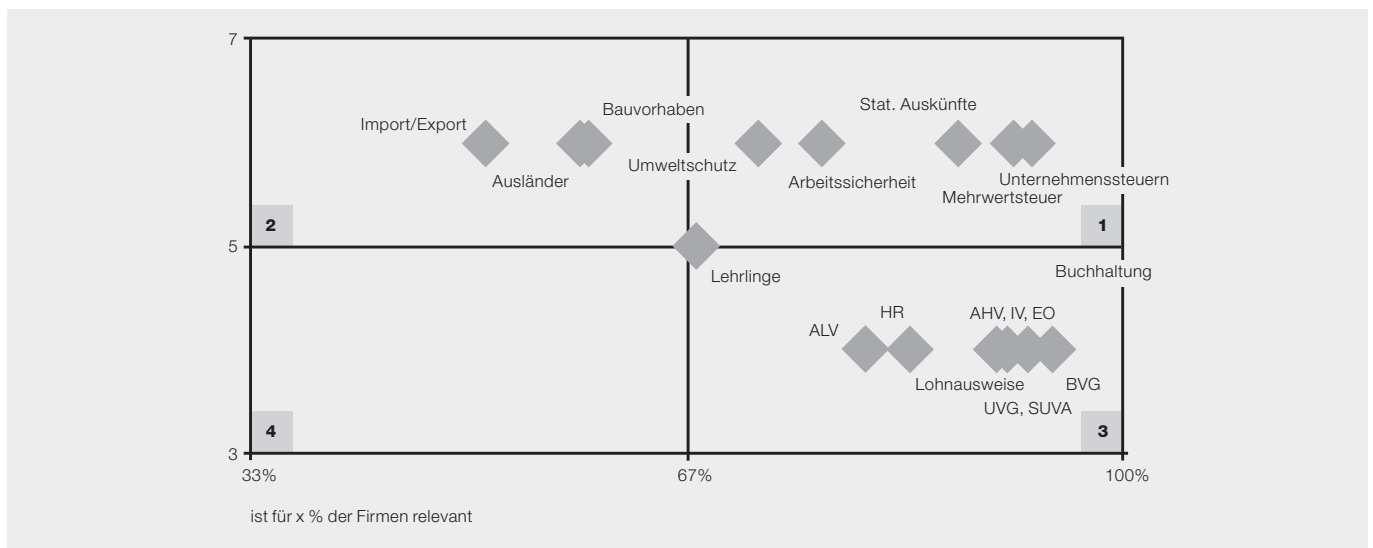 7
Stat. Auskünfte
Bauvorhaben
Import/Export
Umweltschutz
Ausländer
Arbeitssicherheit
Unternehmenssteuern
Mehrwertsteuer
2
1
5
Lehrlinge
Buchhaltung
HR
AHV, IV, EO
ALV
Lohnausweise
BVG
UVG, SUVA
4
3
3
33%
67%
100%
ist für x % der Firmen relevant